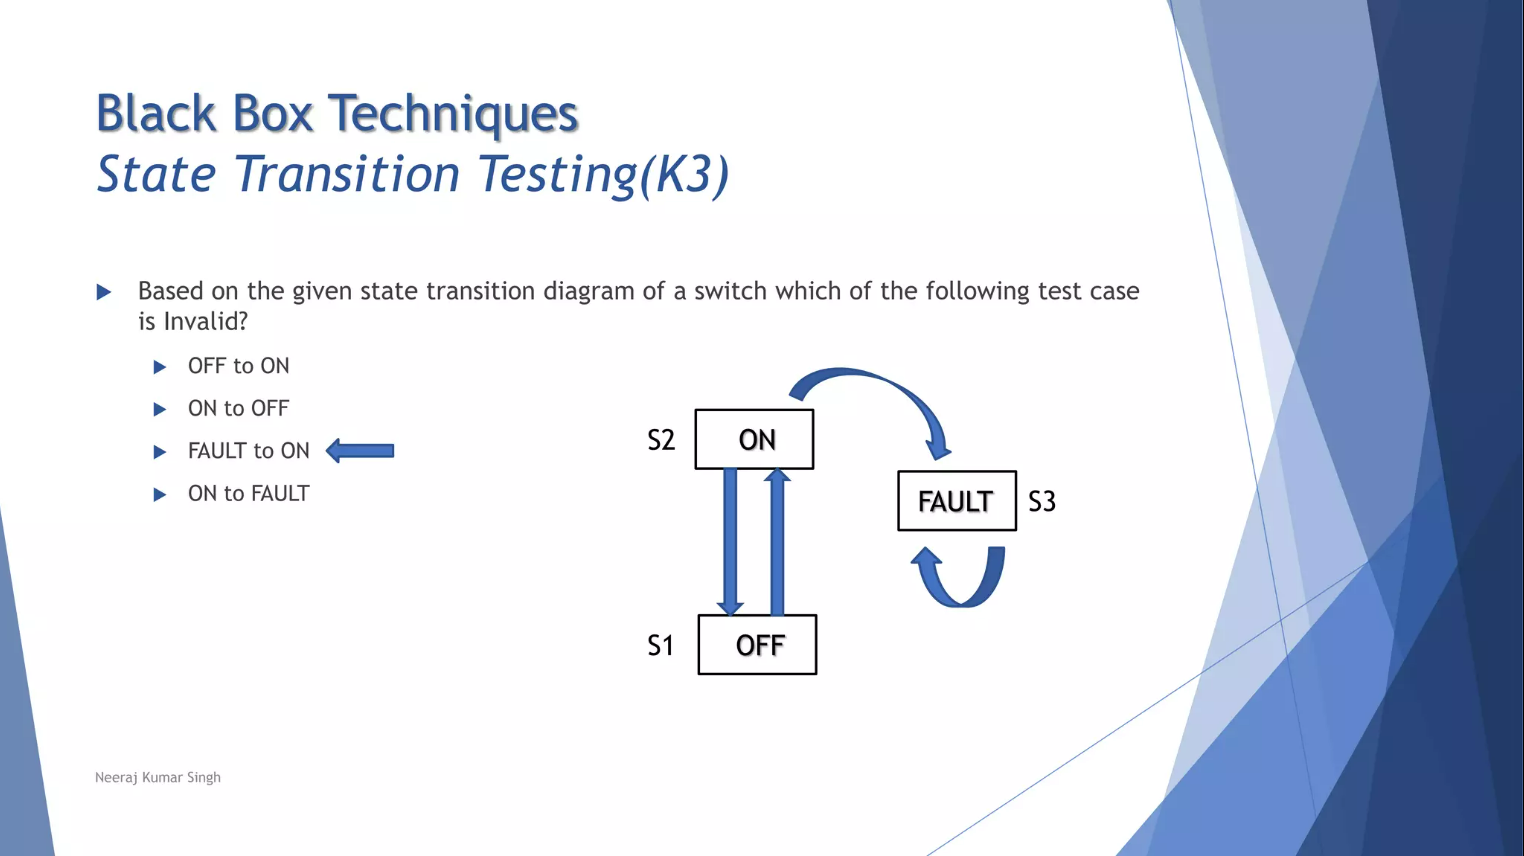 Black Box Techniques
State Transition Testing(K3)
Based on the given state transition diagram of a switch which of the following test case
is Invalid?
OFF to ON
ON to OFF
FAULT to ON
ON to FAULT
S2
ON
FAULT
S3
S1
OFF
Neeraj Kumar Singh